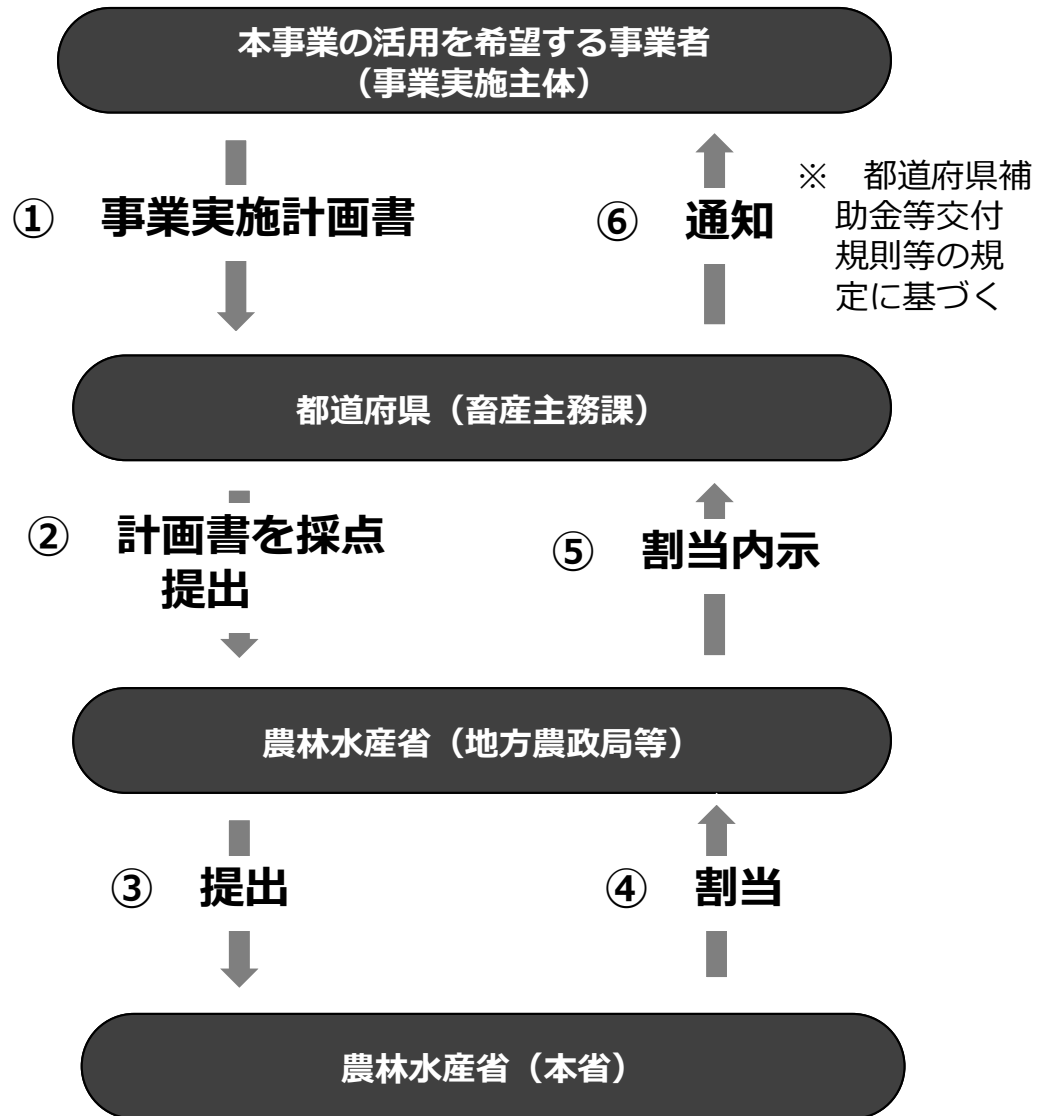 本事業の活用を希望する事業者
（事業実施主体）
①　事業実施計画書
⑥　通知
※　都道府県補
助金等交付
規則等の規
定に基づく
都道府県（畜産主務課）
②　計画書を採点
提出
⑤　割当内示
農林水産省（地方農政局等）
③　提出
④　割当
農林水産省（本省）